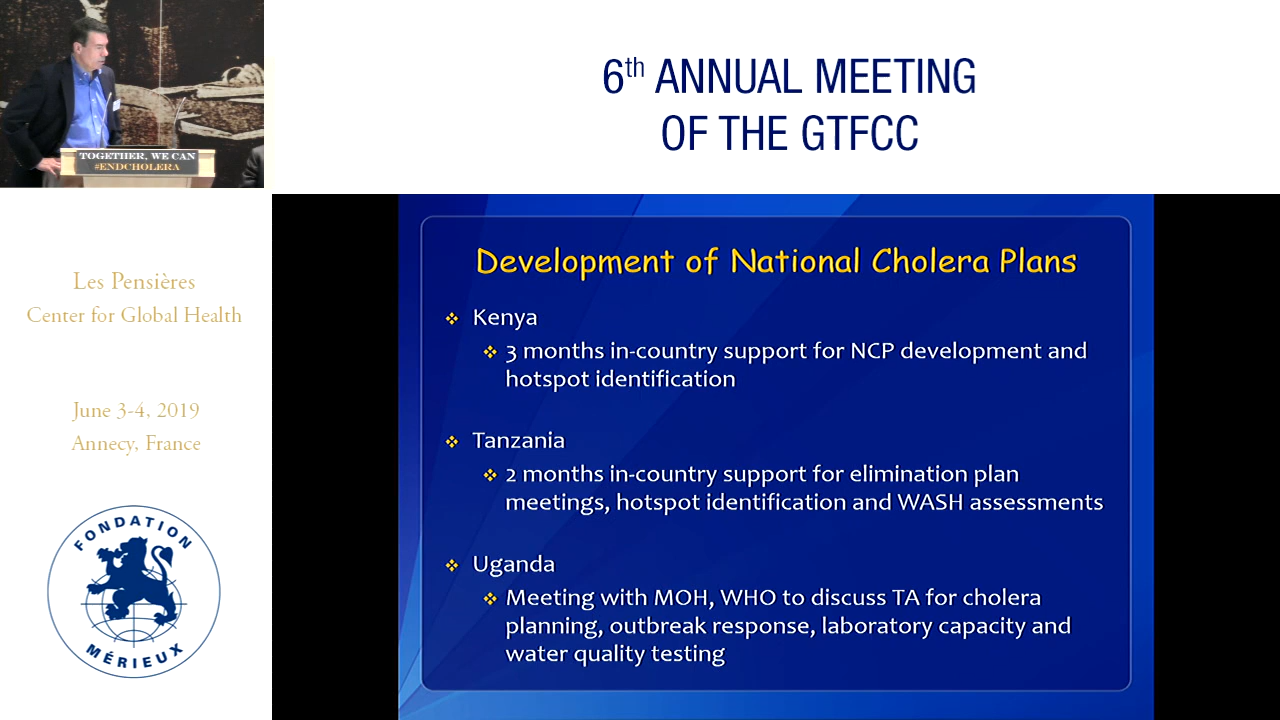 TOGETHER, WE CAN
#ENDCHOLERA
6th ANNUAL MEETING
OF THE GTFCC
Les Pensières
Center for Global Health
June 3-4, 2019
Annecy, France
FONDATION
MÉRIEUX
Development of National Cholera Plans
❖ Kenya
❖ 3 months in-country support for NCP development and
hotspot identification
❖ Tanzania
❖ 2 months in-country support for elimination plan
meetings, hotspot identification and WASH assessments
❖ Uganda
❖ Meeting with MOH, WHO to discuss TA for cholera
planning, outbreak response, laboratory capacity and
water quality testing